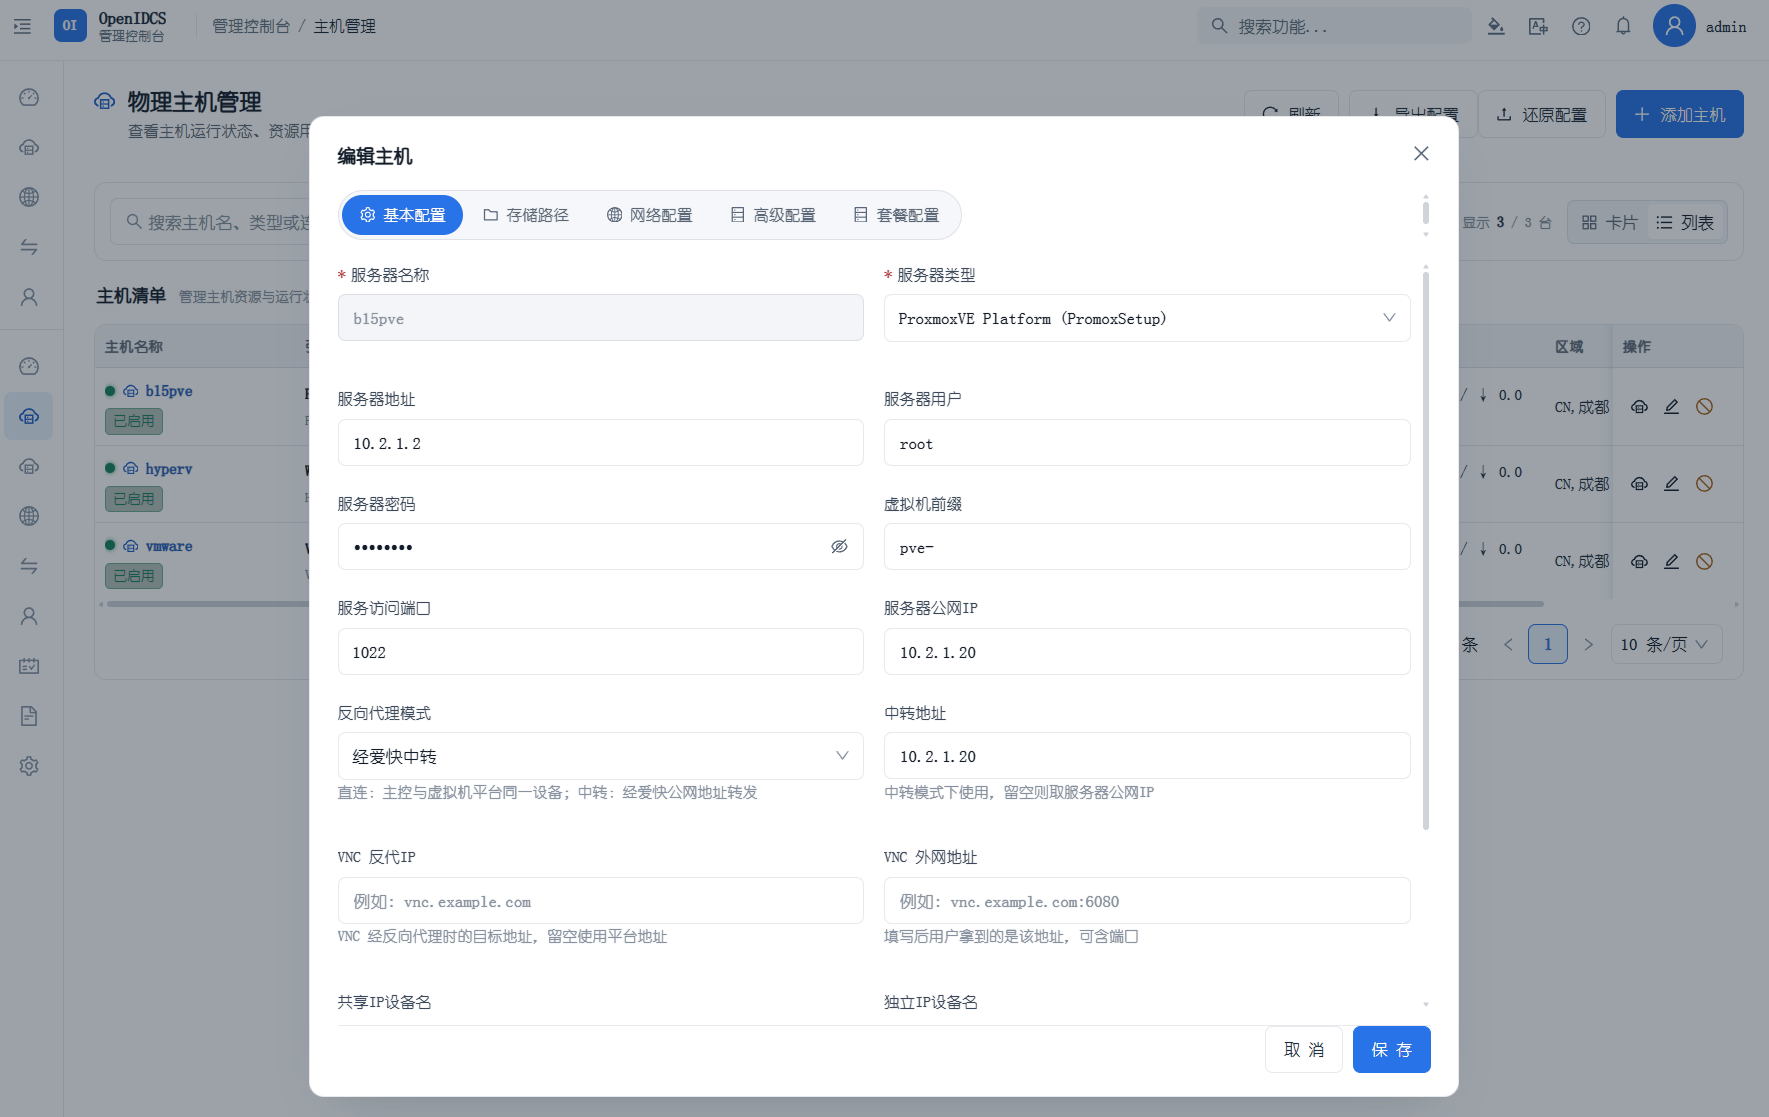 OI OpenIDCS 管理控制台
管理控制台 / 主机管理
搜索功能...
admin
物理主机管理
查看主机运行状态、资源用
刷新 导出配置 还原配置 添加主机
搜索主机名、类型或连
显示 3 / 3 台 卡片 列表
主机清单 管理主机资源与运行状
主机名称 区域 操作
b15pve 已启用 / ↓ 0.0 CN,成都
hyperv 已启用 / ↓ 0.0 CN,成都
vmware 已启用 / ↓ 0.0 CN,成都
条 < 1 > 10 条/页
编辑主机
基本配置 存储路径 网络配置 高级配置 套餐配置
* 服务器名称 * 服务器类型
b15pve ProxmoxVE Platform (PromoxSetup)
服务器地址 服务器用户
10.2.1.2 root
服务器密码 虚拟机前缀
•••••••• pve-
服务访问端口 服务器公网IP
1022 10.2.1.20
反向代理模式 中转地址
经爱快中转 10.2.1.20
直连: 主控与虚拟机平台同一设备; 中转: 经爱快公网地址转发 中转模式下使用, 留空则取服务器公网IP
VNC 反代IP VNC 外网地址
例如: vnc.example.com 例如: vnc.example.com:6080
VNC 经反向代理时的目标地址, 留空使用平台地址 填写后用户拿到的是该地址, 可含端口
共享IP设备名 独立IP设备名
取 消 保 存